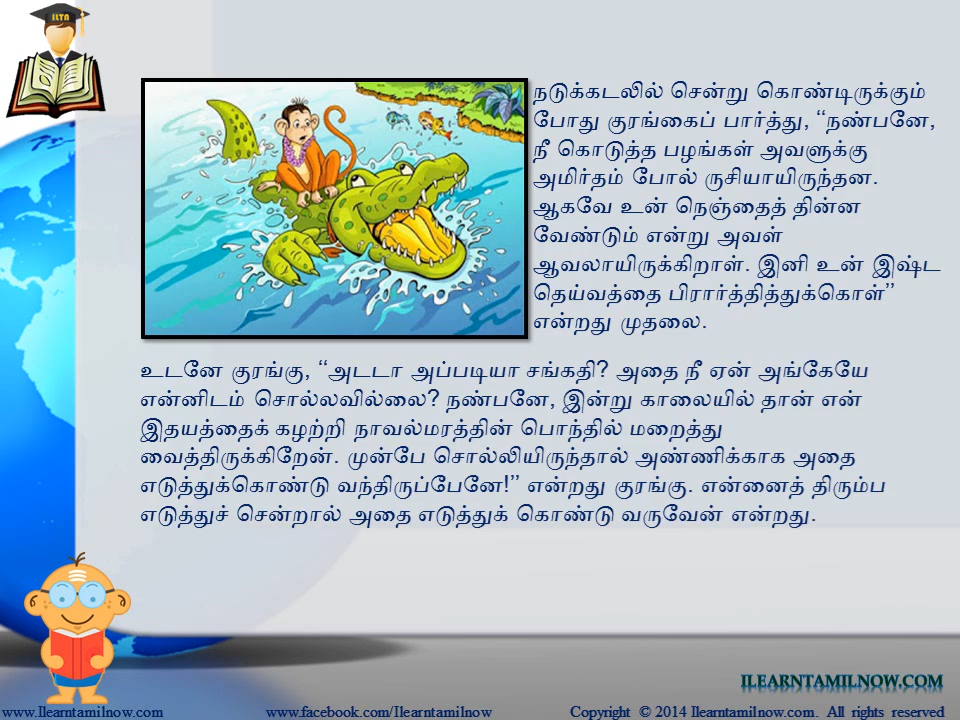 ILTN
நடுக்கடலில் சென்று கொண்டிருக்கும்
போது குரங்கைப் பார்த்து, “நண்பனே,
நீ கொடுத்த பழங்கள் அவளுக்கு
அமிர்தம் போல் ருசியாயிருந்தன.
ஆகவே உன் நெஞ்தைத் தின்ன
வேண்டும் என்று அவள்
ஆவலாயிருக்கிறாள். இனி உன் இஷ்ட
தெய்வத்தை பிரார்த்தித்துக்கொள்”
என்றது முதலை.
உடனே குரங்கு, “அடடா அப்படியா சங்கதி? அதை நீ ஏன் அங்கேயே
என்னிடம் சொல்லவில்லை? நண்பனே, இன்று காலையில் தான் என்
இதயத்தைக் கழற்றி நாவல்மரத்தின் பொந்தில் மறைத்து
வைத்திருக்கிறேன். முன்பே சொல்லியிருந்தால் அண்ணிக்காக அதை
எடுத்துக்கொண்டு வந்திருப்பேனே!” என்றது குரங்கு. என்னைத் திரும்ப
எடுத்துச் சென்றால் அதை எடுத்துக் கொண்டு வருவேன் என்றது.
ILEARNTAMILNOW.COM
www.Ilearntamilnow.com www.facebook.com/Ilearntamilnow Copyright © 2014 Ilearntamilnow.com. All rights reserved